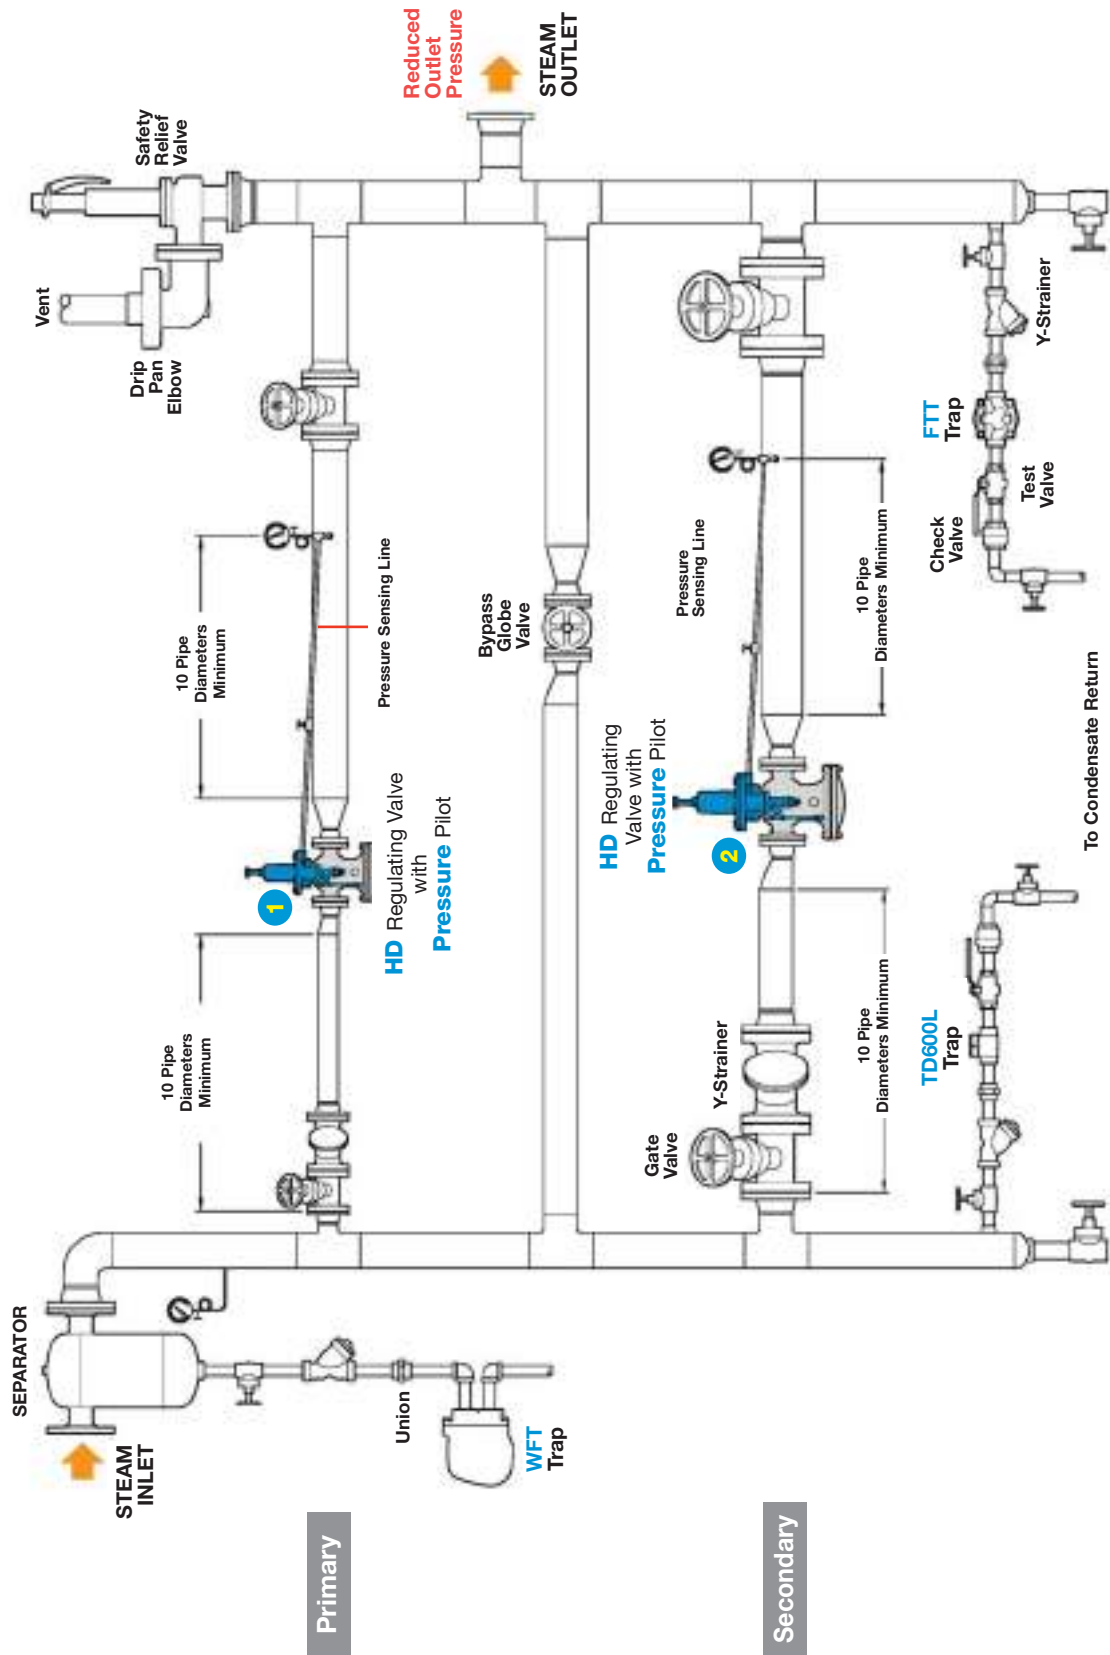 SEPARATOR
STEAM
INLET
Union
WFT
Trap
Primary
10 Pipe
Diameters
Minimum
1
HD Regulating Valve
with
Pressure Pilot
10 Pipe
Diameters
Minimum
Pressure Sensing Line
Drip
Pan
Elbow
Vent
Safety
Relief
Valve
Reduced
Outlet
Pressure
STEAM
OUTLET
Bypass
Globe
Valve
Secondary
Gate
Valve
Y-Strainer
10 Pipe
Diameters Minimum
2
HD Regulating
Valve with
Pressure Pilot
Pressure
Sensing Line
10 Pipe
Diameters Minimum
TD600L
Trap
To Condensate Return
Check
Valve
Test
Valve
FTT
Trap
Y-Strainer